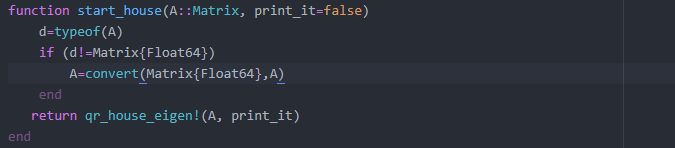 function start_house(A::Matrix, print_it=false)
    d=typeof(A)
    if (d!=Matrix{Float64})
        A=convert(Matrix{Float64},A)
    end
   return qr_house_eigen!(A, print_it)
end